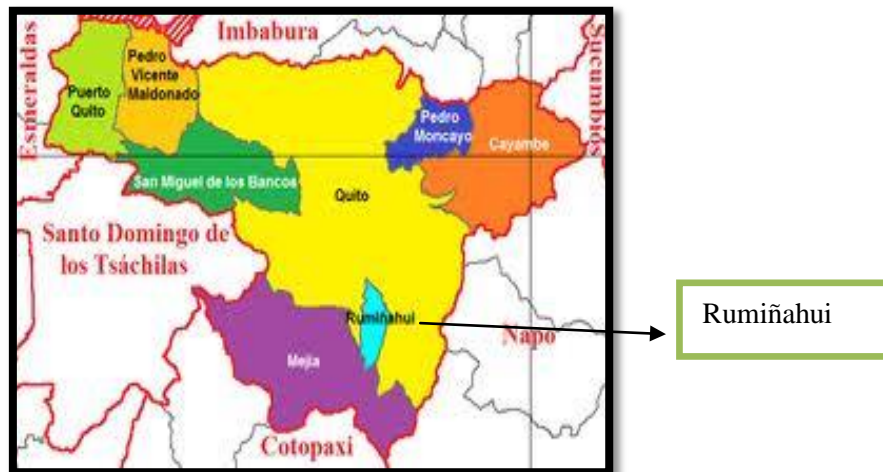 Imbabura
Esmeraldas
Sucumbíos
Pedro
Vicente
Maldonado
Puerto
Quito
Pedro
Moncayo
Cayambe
San Miguel de los Bancos
Quito
Santo Domingo de
los Tsáchilas
Rumiñahui
Rumiñahui
Napo
Mejia
Cotopaxi